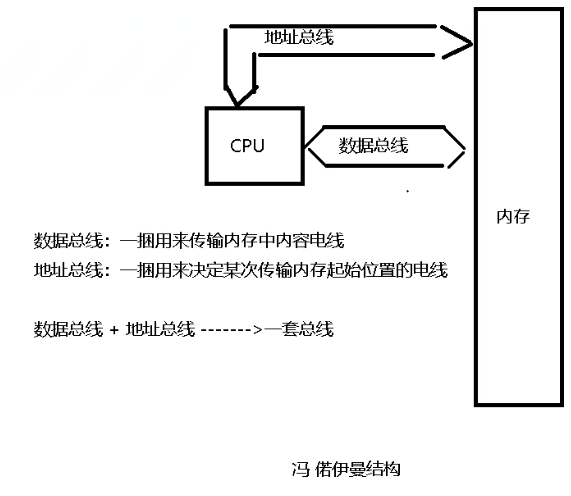 地址总线
CPU
数据总线
内存
数据总线：一捆用来传输内存中内容电线
地址总线：一捆用来决定某次传输内存起始位置的电线
数据总线 + 地址总线 ------->一套总线
冯 偌伊曼结构